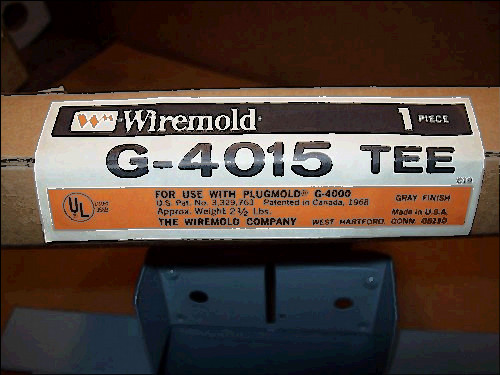 Wiremold 1 PIECE
G-4015 TEE
FOR USE WITH PLUGMOLD® G-4000 GRAY FINISH
U.S. Pat. No. 3,329,763 Patented in Canada, 1968
Approx. Weight 2½ Lbs. Made in U.S.A.
THE WIREMOLD COMPANY WEST HARTFORD, CONN.
UL